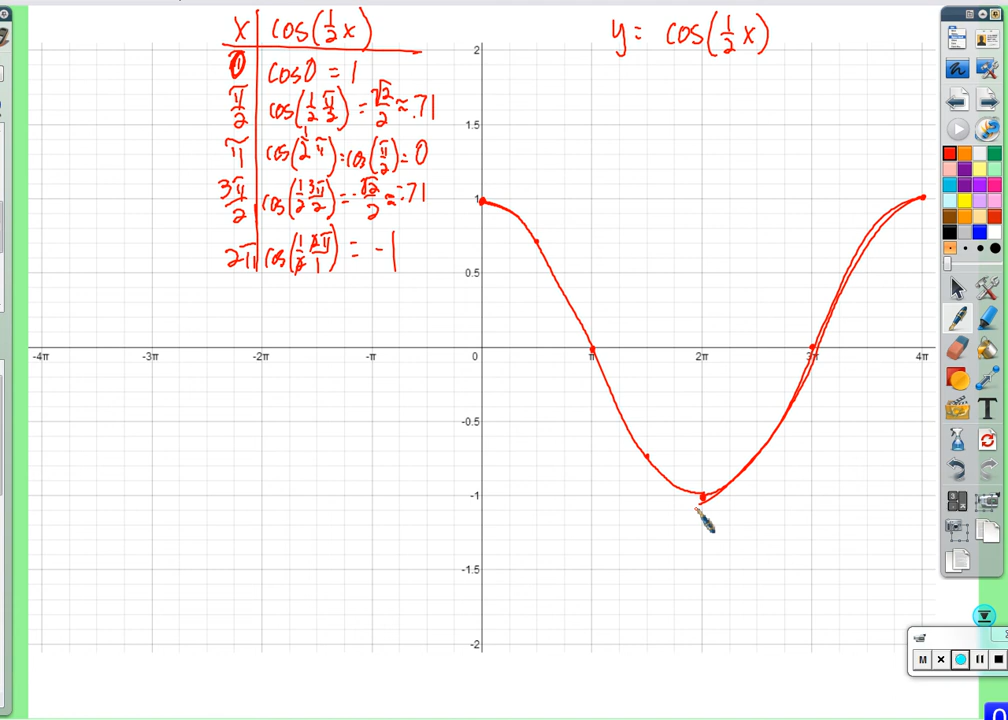 x cos(1/2 x)
y = cos(1/2 x)
0 cos0 = 1
π/2 cos(1/2 π/2) = √2/2 ≈ .71
π cos(1/2 π) = cos(π/2) = 0
3π/2 cos(1/2 3π/2) = -√2/2 ≈ -.71
2π cos(1/2 2π/1) = -1
2
1.5
1
0.5
-4π -3π -2π -π 0 π 2π 3π 4π
-0.5
-1
-1.5
-2
T
M